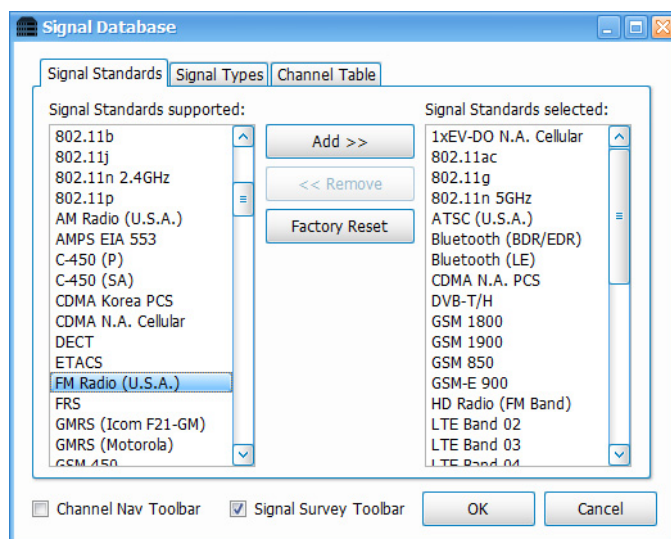 Signal Database
Signal Standards
Signal Types
Channel Table
Signal Standards supported:
802.11b
802.11j
802.11n 2.4GHz
802.11p
AM Radio (U.S.A.)
AMPS EIA 553
C-450 (P)
C-450 (SA)
CDMA Korea PCS
CDMA N.A. Cellular
DECT
ETACS
FM Radio (U.S.A.)
FRS
GMRS (Icom F21-GM)
GMRS (Motorola)
GSM 450
Add >>
<< Remove
Factory Reset
Signal Standards selected:
1xEV-DO N.A. Cellular
802.11ac
802.11g
802.11n 5GHz
ATSC (U.S.A.)
Bluetooth (BDR/EDR)
Bluetooth (LE)
CDMA N.A. PCS
DVB-T/H
GSM 1800
GSM 1900
GSM 850
GSM-E 900
HD Radio (FM Band)
LTE Band 02
LTE Band 03
LTE Band 04
Channel Nav Toolbar
Signal Survey Toolbar
OK
Cancel